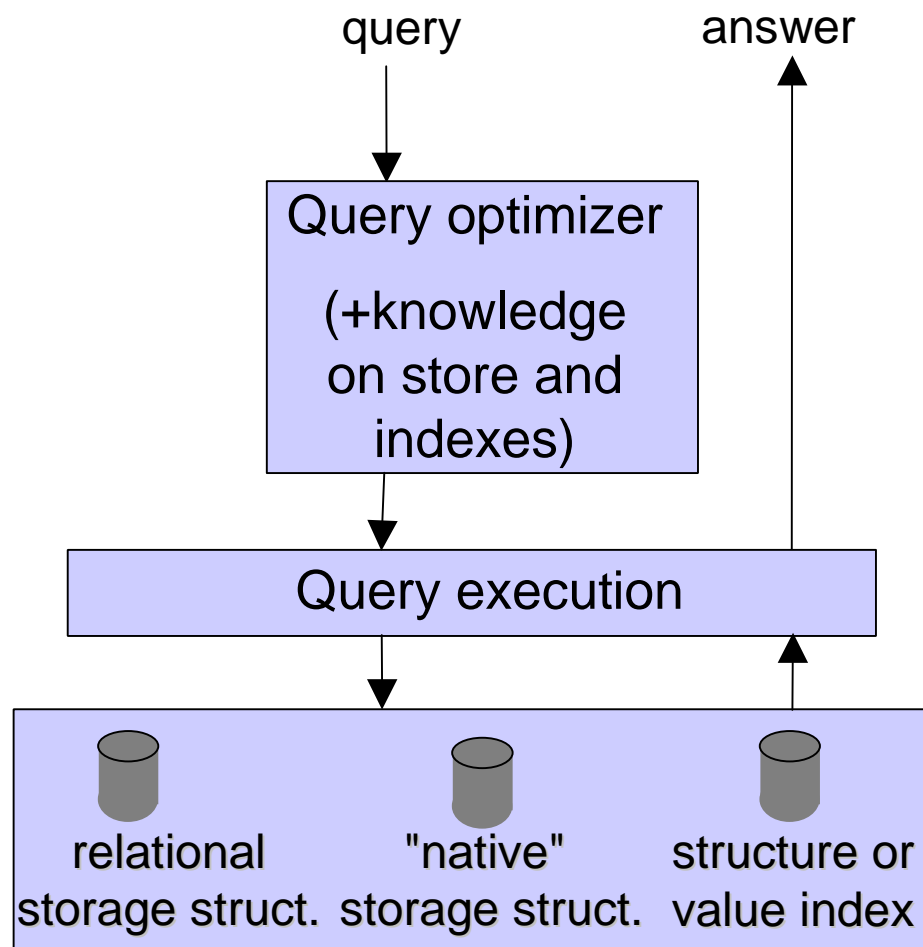 query
answer
Query optimizer
(+knowledge
on store and
indexes)
Query execution
relational
storage struct.
"native"
storage struct.
structure or
value index